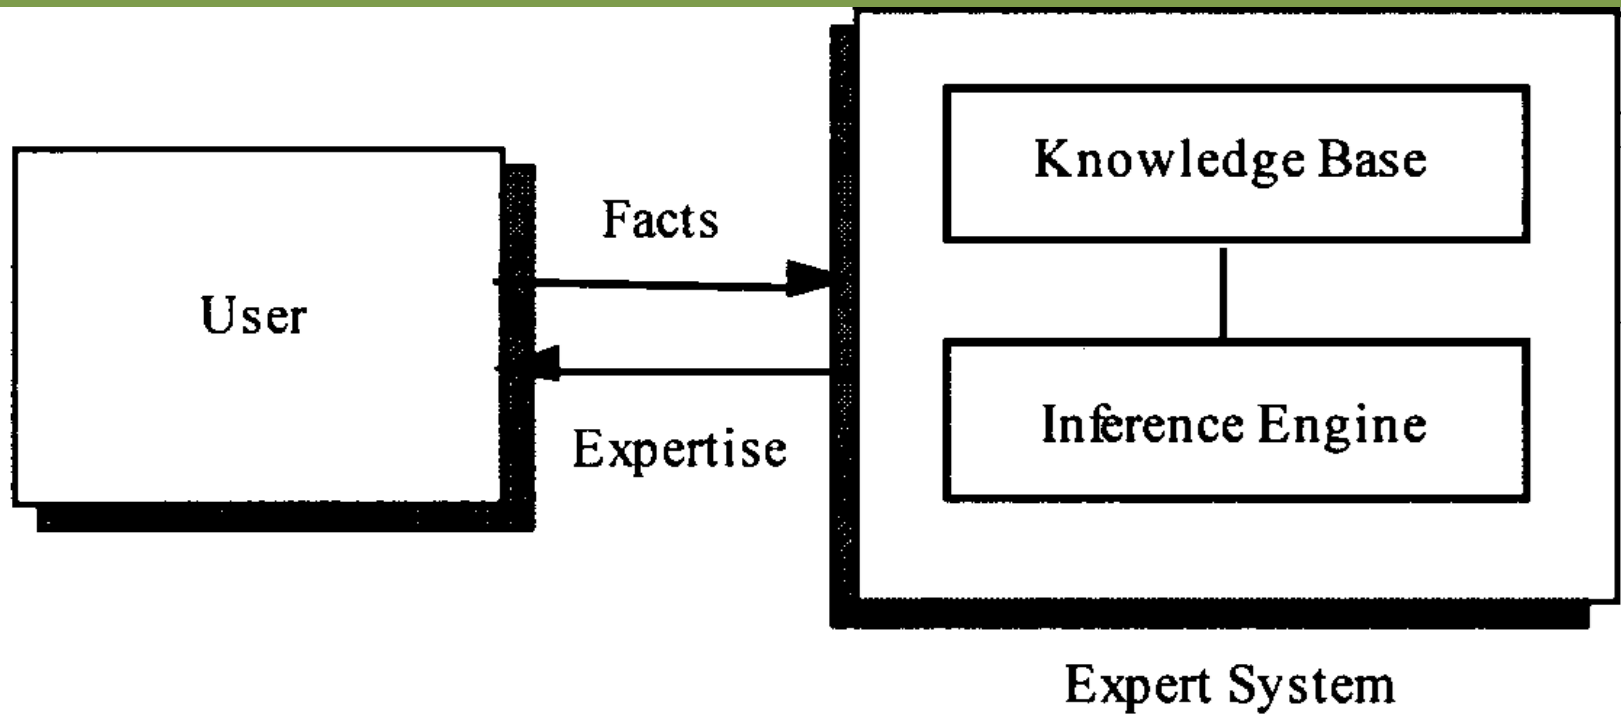 User
Facts
Expertise
Knowledge Base
Inference Engine
Expert System